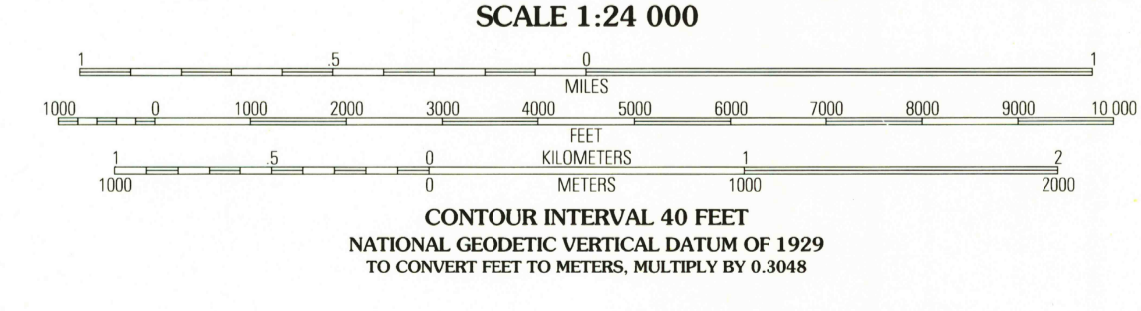 SCALE 1:24 000
1 .5 0 1
MILES
1000 0 1000 2000 3000 4000 5000 6000 7000 8000 9000 10 000
FEET
1 .5 0 KILOMETERS 1 2
1000 0 METERS 1000 2000
CONTOUR INTERVAL 40 FEET
NATIONAL GEODETIC VERTICAL DATUM OF 1929
TO CONVERT FEET TO METERS, MULTIPLY BY 0.3048